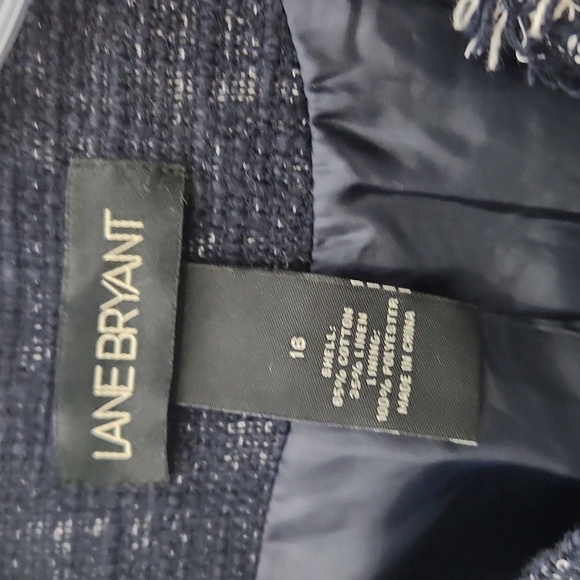 LANE BRYANT
18
SHELL:
65% COTTON
35% LINEN
LINING:
100% POLYESTER
MADE IN CHINA